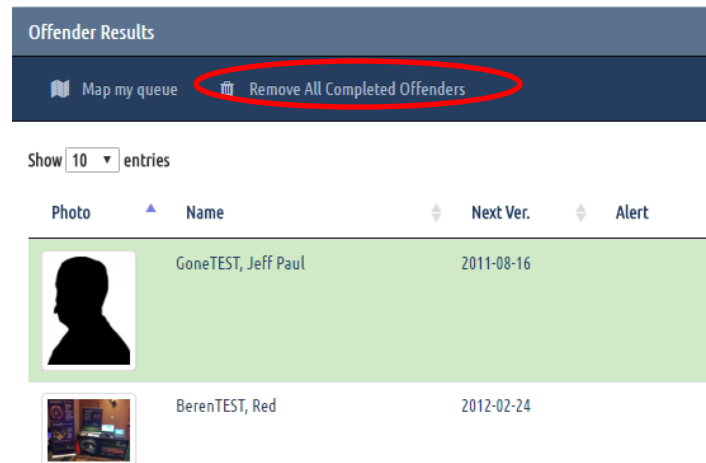 Offender Results
Map my queue Remove All Completed Offenders
Show 10 entries
Photo Name Next Ver. Alert
GoneTEST, Jeff Paul 2011-08-16
BerenTEST, Red 2012-02-24